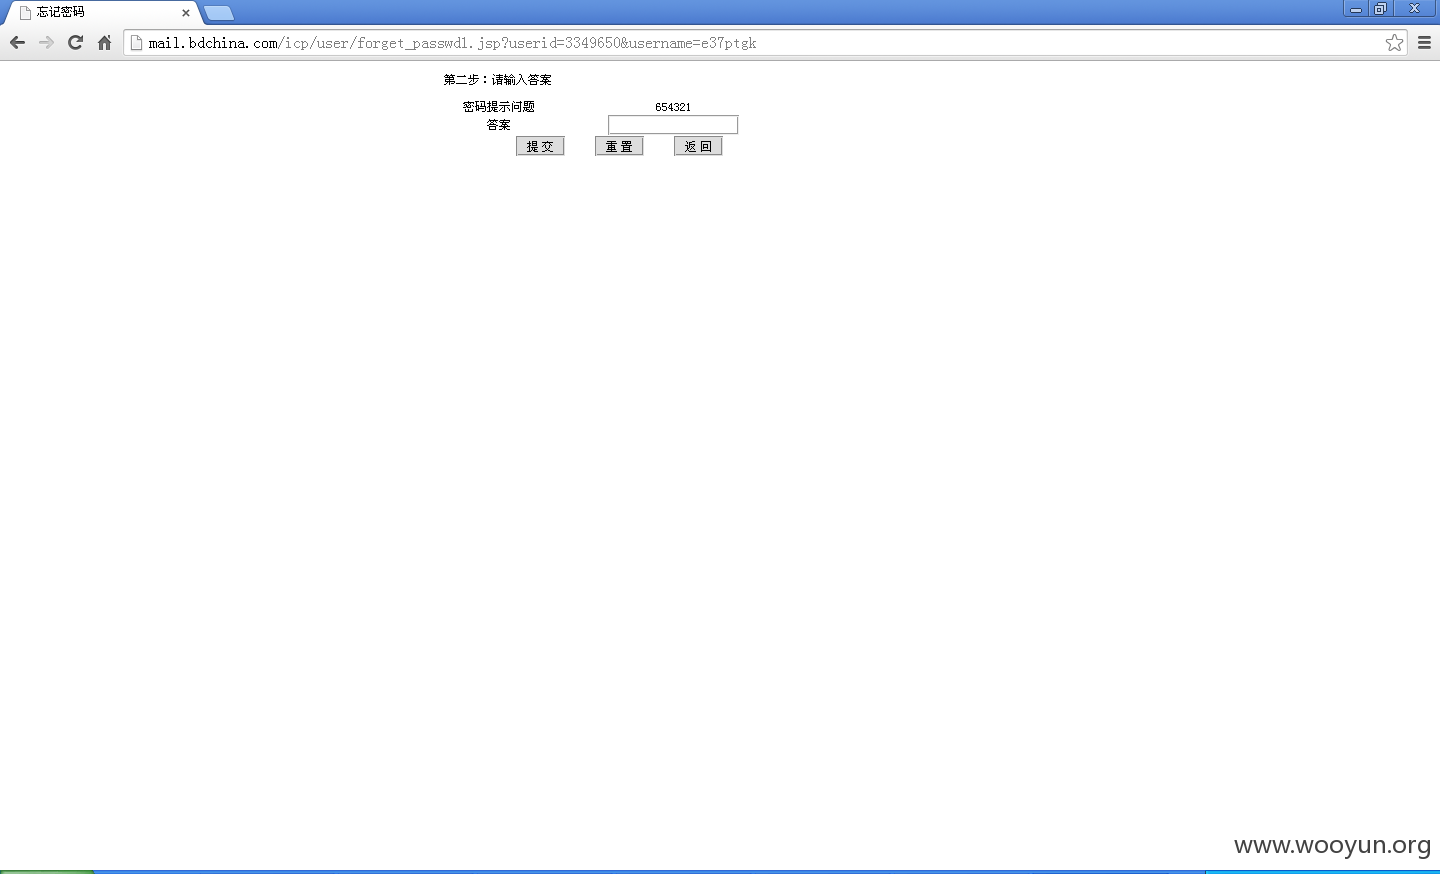 忘记密码
mail.bdchina.com/icp/user/forget_passwd1.jsp?userid=3349650&username=e37ptgk
第二步：请输入答案
密码提示问题 654321
答案
提 交 重 置 返 回
www.wooyun.org